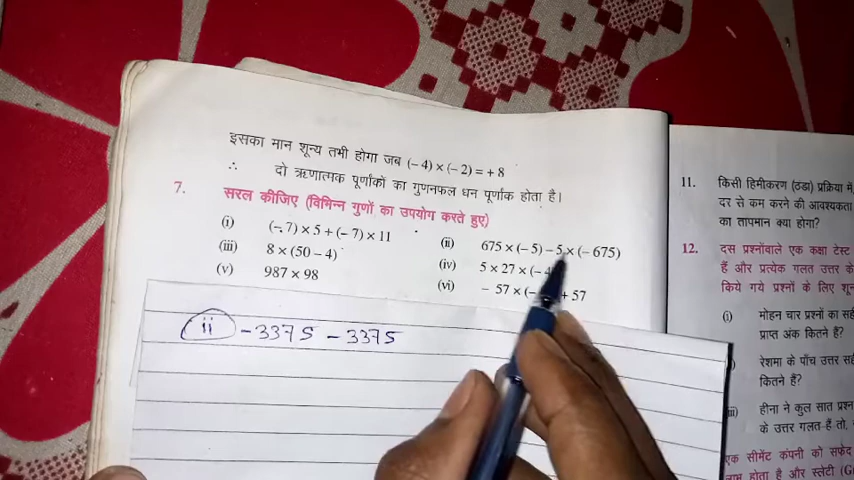 इसका मान शून्य तभी होगा जब (– 4) × (– 2) = + 8
∴ दो ऋणात्मक पूर्णांकों का गुणनफल धन पूर्णांक होता है।
7. सरल कीजिए (विभिन्न गुणों का उपयोग करते हुए)
(i) (– 7) × 5 + (– 7) × 11 (ii) 675 × (– 5) – 5 × (– 675)
(iii) 8 × (50 – 4) (iv) 5 × 27 × (–
(v) 987 × 98 (vi) – 57 × (– + 57
(ii) -3375 - 3375
11. किसी हिमीकरण (ठंडा) प्रक्रिया में
दर से कम करने की आवश्यकता
का तापमान क्या होगा?
12. दस प्रश्नोंवाले एक कक्षा टेस्ट
हैं और प्रत्येक गलत उत्तर के
किये गये प्रश्नों के लिए शून
(i) मोहन चार प्रश्नों का सही
प्राप्त अंक कितने हैं?
रेशमा के पाँच उत्तर सही
कितने हैं?
हीना ने कुल सात प्रश्न
के उत्तर गलत हैं तो,
एक सीमेंट कंपनी को सफेद
लाभ होता है और स्लेटी